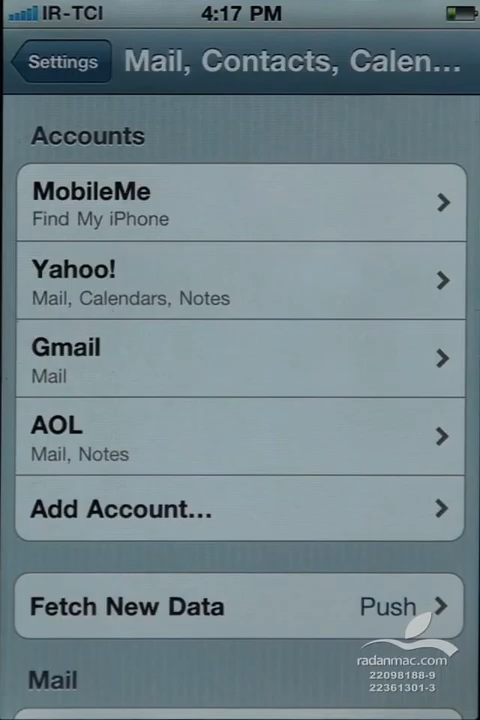 IR-TCI 4:17 PM
Settings Mail, Contacts, Calen...
Accounts
MobileMe
Find My iPhone
Yahoo!
Mail, Calendars, Notes
Gmail
Mail
AOL
Mail, Notes
Add Account...
Fetch New Data Push
radanmac.com
22098188-9
22361301-3
Mail